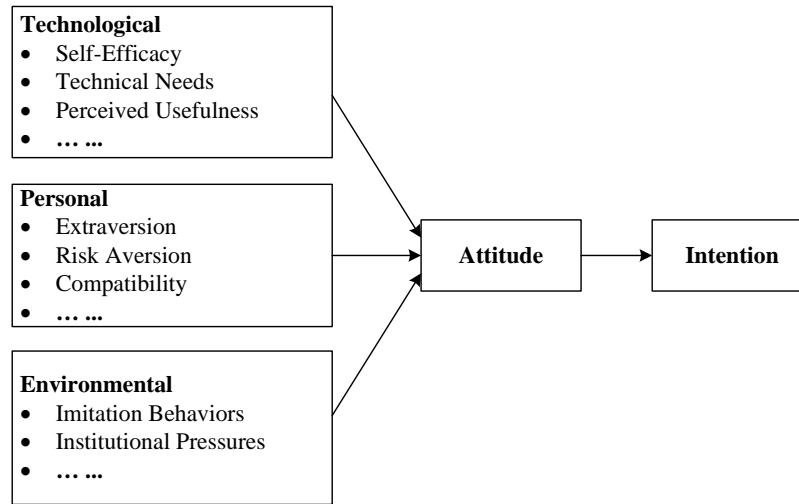 Technological
• Self-Efficacy
• Technical Needs
• Perceived Usefulness
• … ...
Personal
• Extraversion
• Risk Aversion
• Compatibility
• … ...
Environmental
• Imitation Behaviors
• Institutional Pressures
• … ...
Attitude
Intention